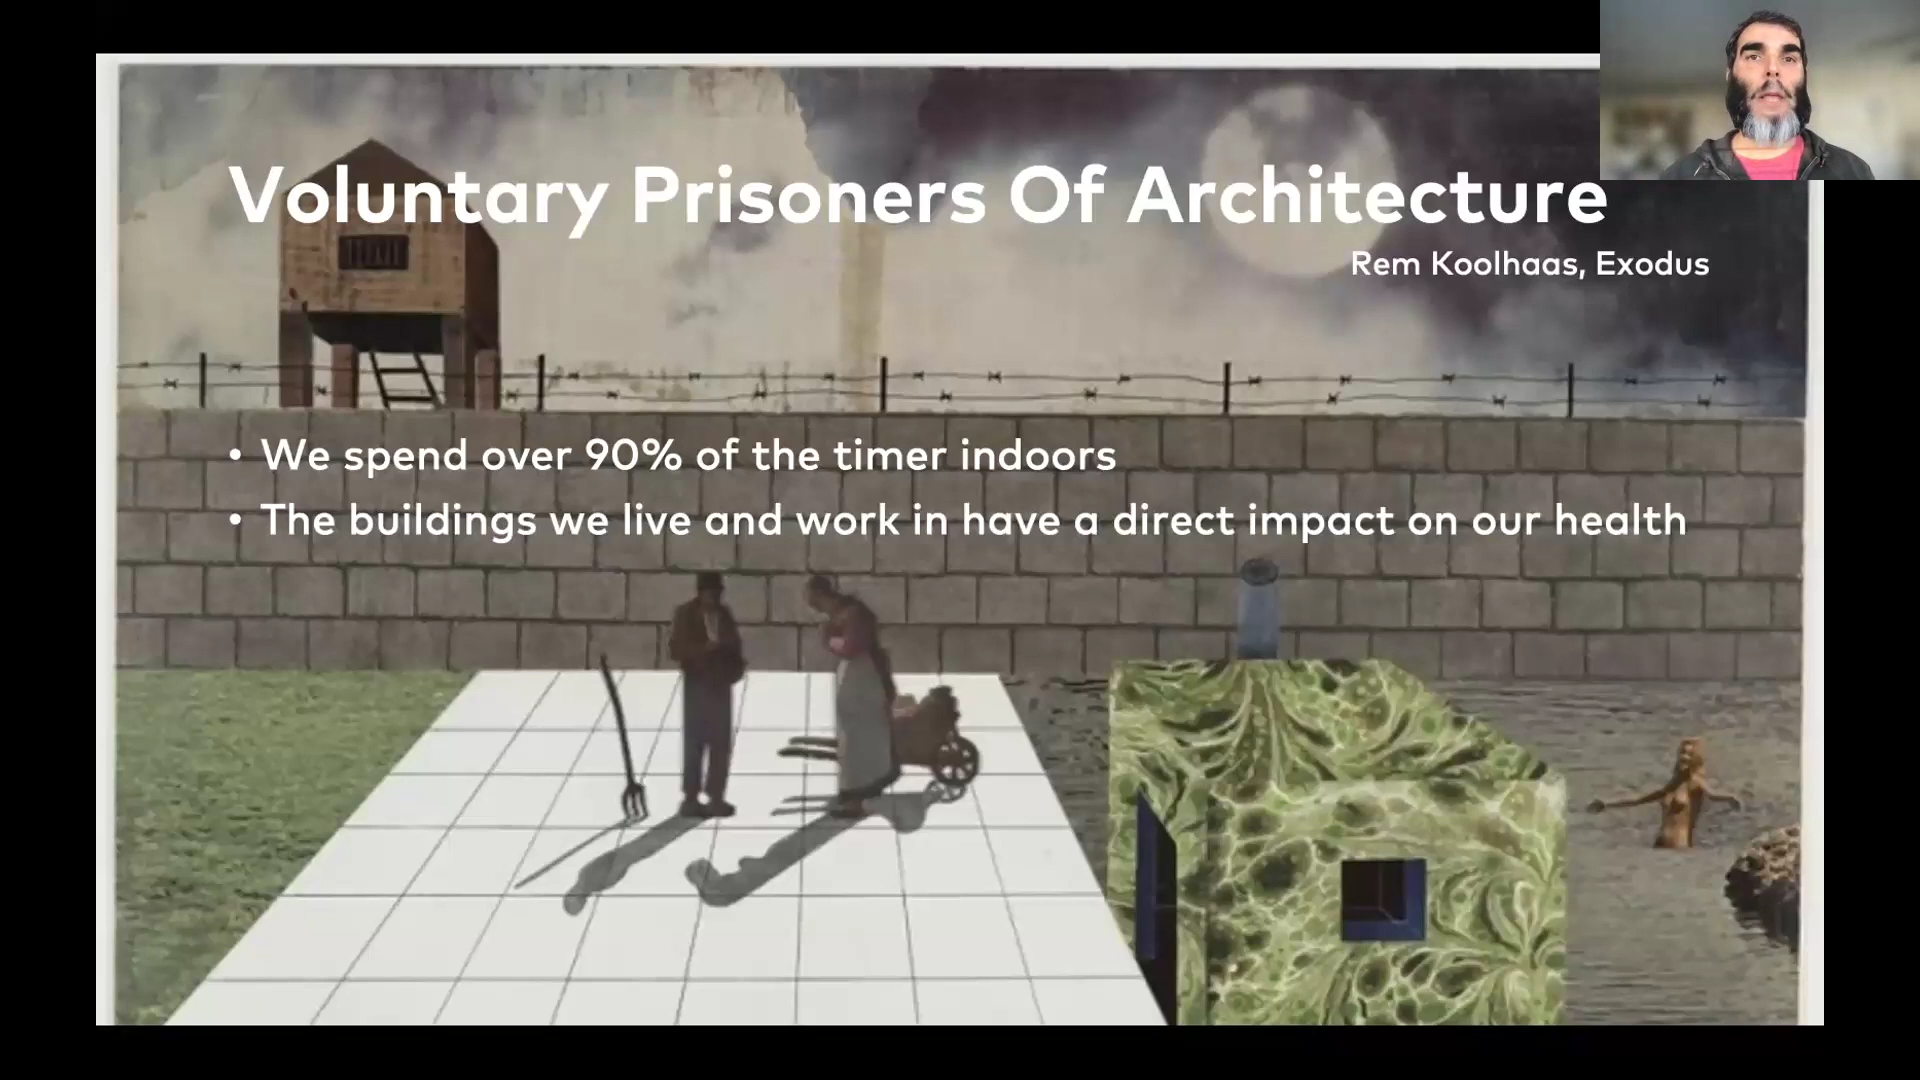 Voluntary Prisoners Of Architecture
Rem Koolhaas, Exodus
• We spend over 90% of the timer indoors
• The buildings we live and work in have a direct impact on our health